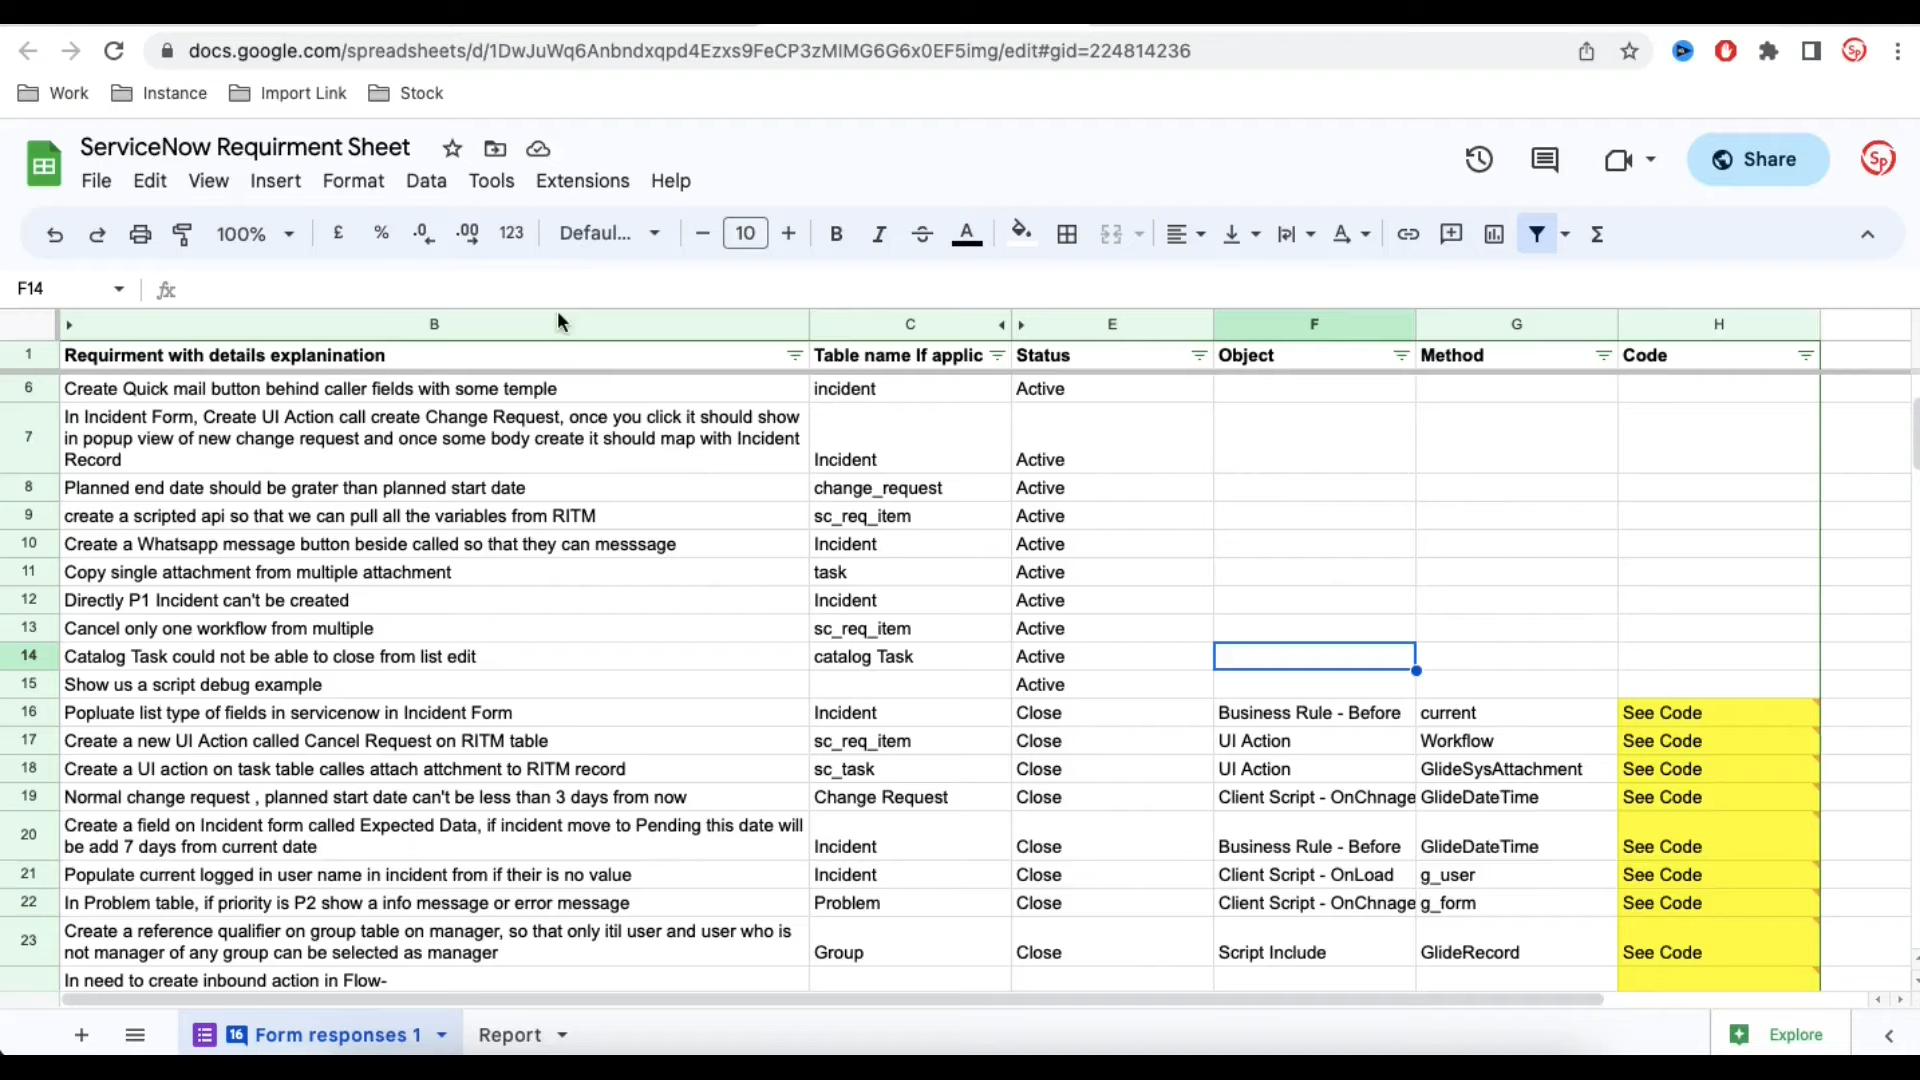 docs.google.com/spreadsheets/d/1DwJuWq6Anbndxqpd4Ezxs9FeCP3zMIMG6G6x0EF5img/edit#gid=224814236
Work Instance Import Link Stock
ServiceNow Requirment Sheet
Share
Sp
File Edit View Insert Format Data Tools Extensions Help
100% £ % .0 .00 123 Defaul... 10 B I S A Σ
F14 fx
B C E F G H
1 Requirment with details explanination Table name If applic Status Object Method Code
6 Create Quick mail button behind caller fields with some temple incident Active
In Incident Form, Create UI Action call create Change Request, once you click it should show
7 in popup view of new change request and once some body create it should map with Incident
Record Incident Active
8 Planned end date should be grater than planned start date change_request Active
9 create a scripted api so that we can pull all the variables from RITM sc_req_item Active
10 Create a Whatsapp message button beside called so that they can messsage Incident Active
11 Copy single attachment from multiple attachment task Active
12 Directly P1 Incident can't be created Incident Active
13 Cancel only one workflow from multiple sc_req_item Active
14 Catalog Task could not be able to close from list edit catalog Task Active
15 Show us a script debug example Active
16 Popluate list type of fields in servicenow in Incident Form Incident Close Business Rule - Before current See Code
17 Create a new UI Action called Cancel Request on RITM table sc_req_item Close UI Action Workflow See Code
18 Create a UI action on task table calles attach attchment to RITM record sc_task Close UI Action GlideSysAttachment See Code
19 Normal change request , planned start date can't be less than 3 days from now Change Request Close Client Script - OnChnage GlideDateTime See Code
Create a field on Incident form called Expected Data, if incident move to Pending this date will
20 be add 7 days from current date Incident Close Business Rule - Before GlideDateTime See Code
21 Populate current logged in user name in incident from if their is no value Incident Close Client Script - OnLoad g_user See Code
22 In Problem table, if priority is P2 show a info message or error message Problem Close Client Script - OnChnage g_form See Code
Create a reference qualifier on group table on manager, so that only itil user and user who is
23 not manager of any group can be selected as manager Group Close Script Include GlideRecord See Code
In need to create inbound action in Flow-
16 Form responses 1 Report Explore